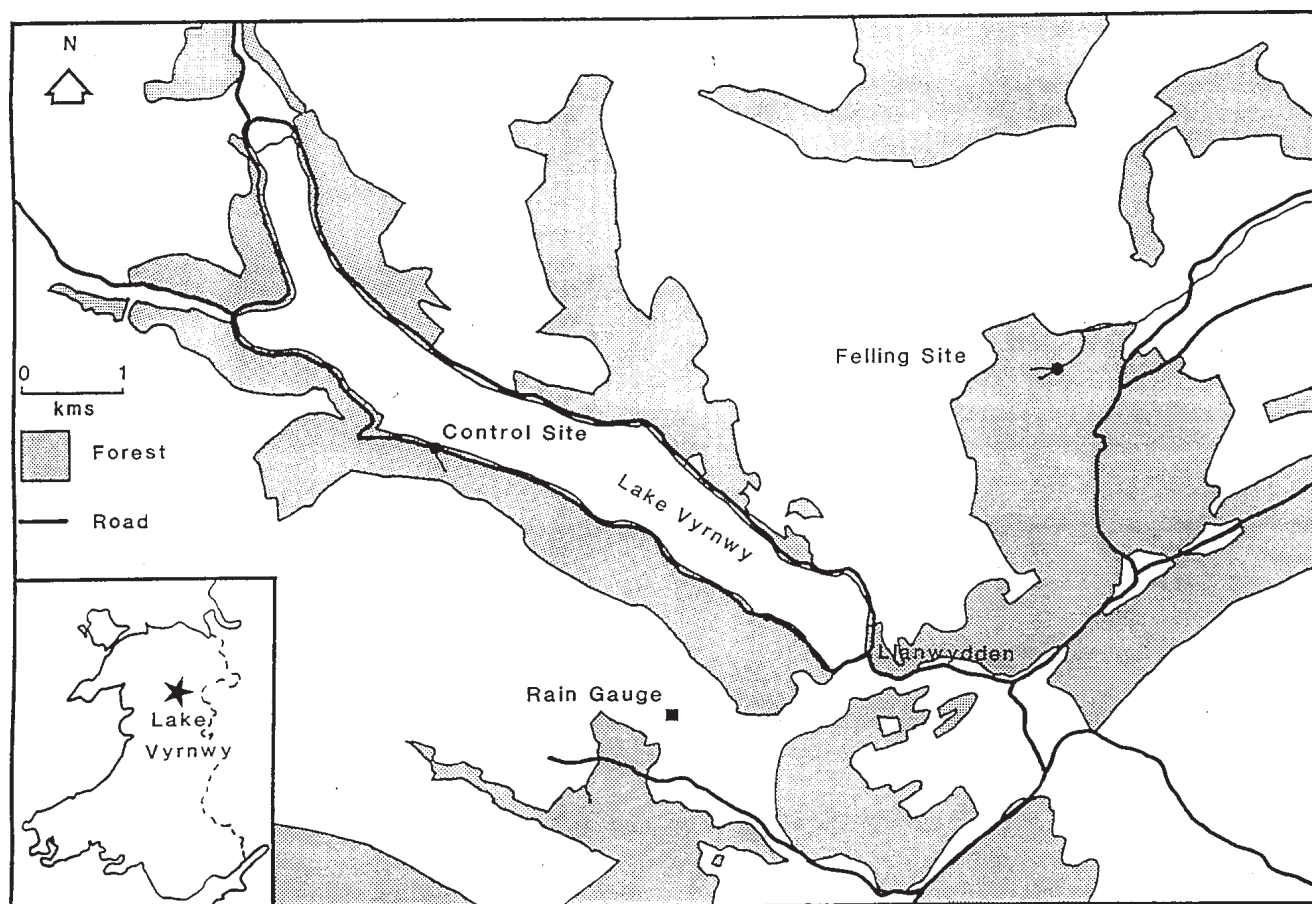 N
Felling Site
0 1
kms
Control Site
Forest
Lake Vyrnwy
Road
Llanwydden
Rain Gauge
Lake
Vyrnwy